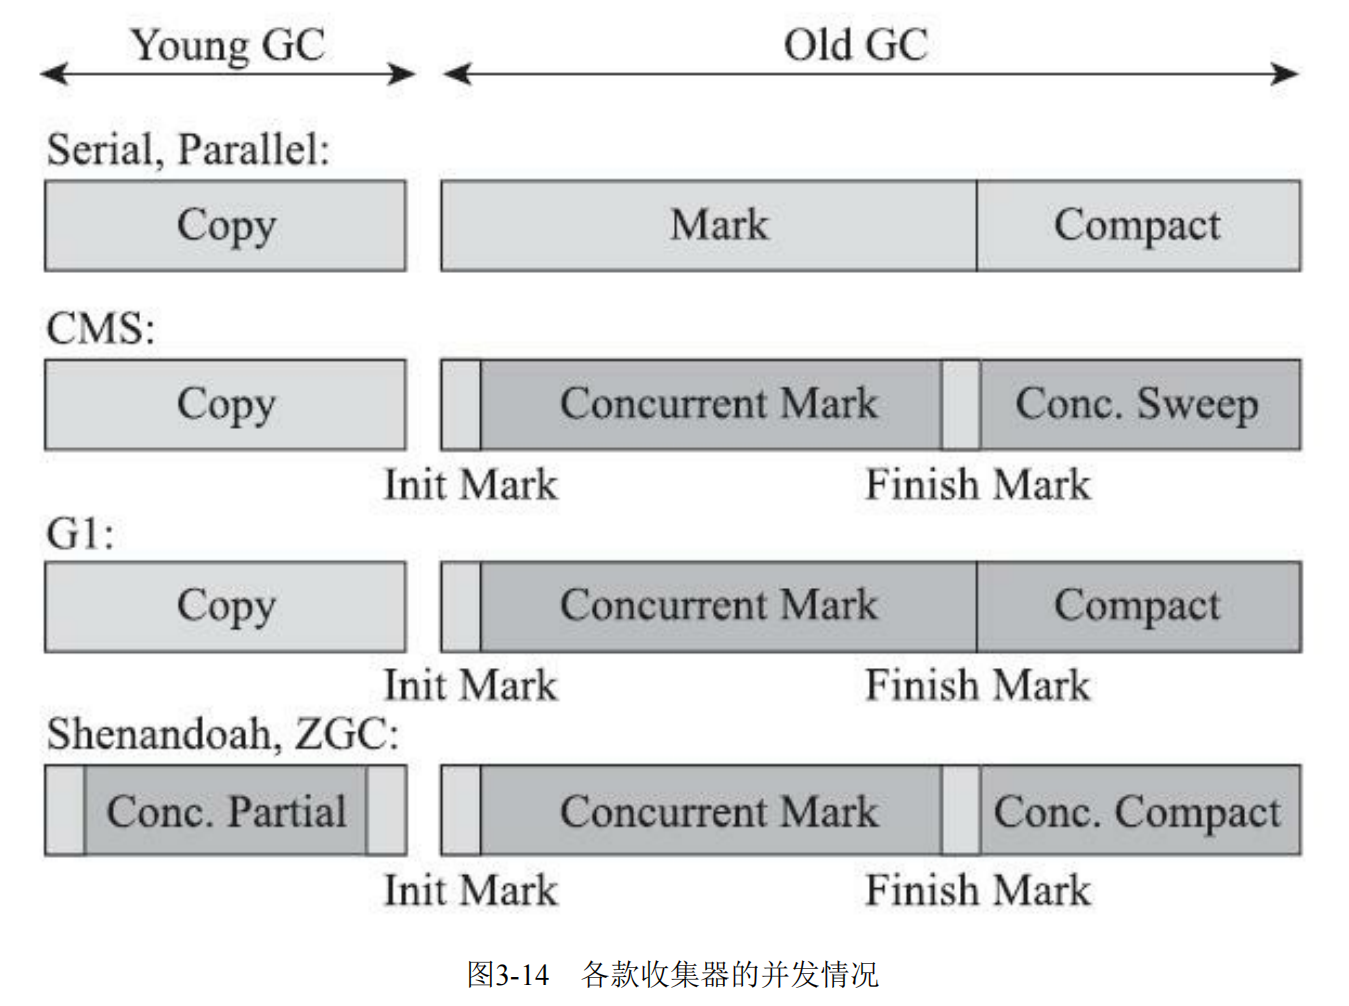 Young GC
Old GC
Serial, Parallel:
Copy
Mark
Compact
CMS:
Copy
Concurrent Mark
Conc. Sweep
Init Mark
Finish Mark
G1:
Copy
Concurrent Mark
Compact
Init Mark
Finish Mark
Shenandoah, ZGC:
Conc. Partial
Concurrent Mark
Conc. Compact
Init Mark
Finish Mark
图3-14 各款收集器的并发情况